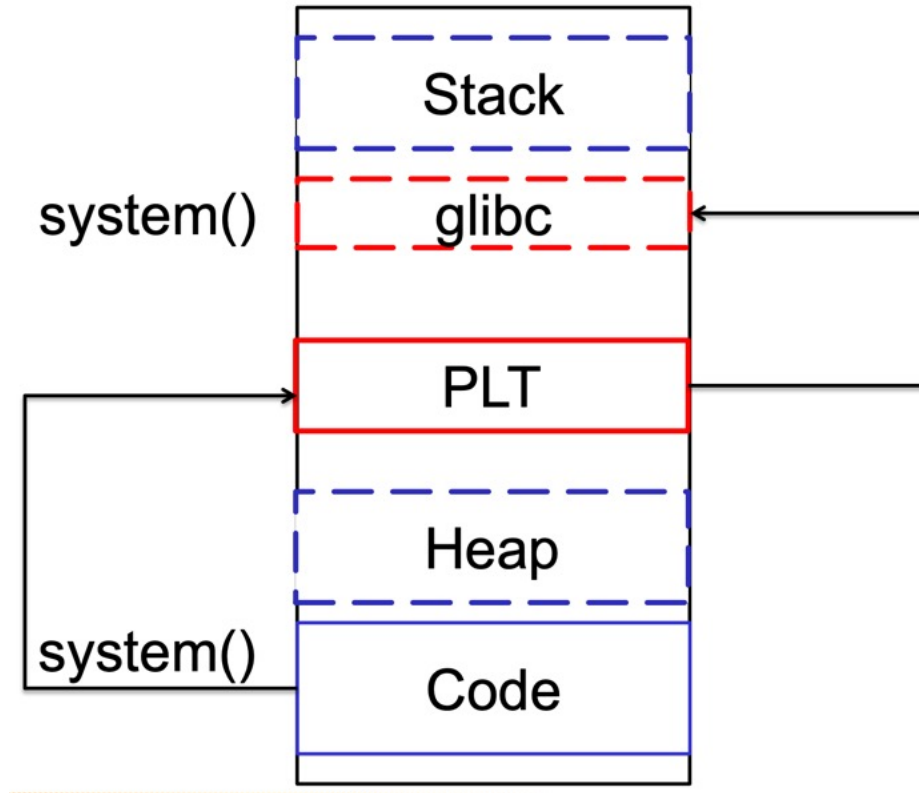 Stack
system()
glibc
PLT
Heap
system()
Code